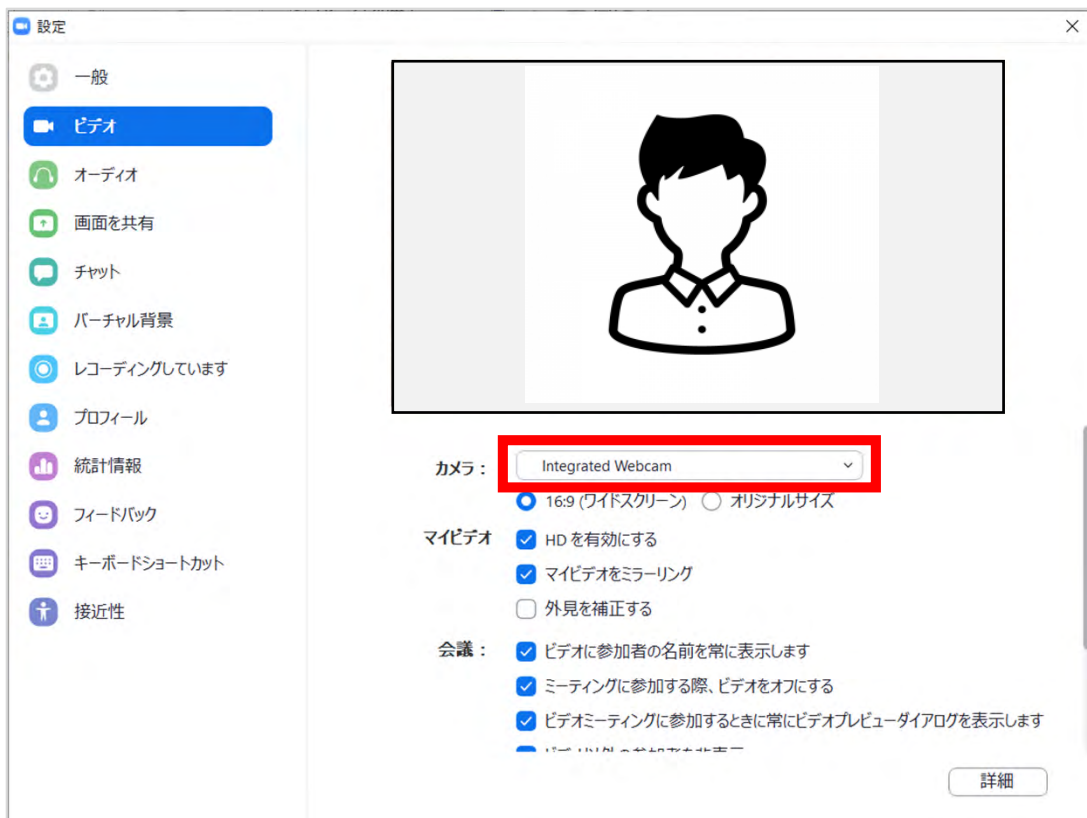 設定
一般
ビデオ
オーディオ
画面を共有
チャット
バーチャル背景
レコーディングしています
プロフィール
統計情報
フィードバック
キーボードショートカット
接近性
カメラ： Integrated Webcam
16:9 (ワイドスクリーン) オリジナルサイズ
マイビデオ HD を有効にする
マイビデオをミラーリング
外見を補正する
会議： ビデオに参加者の名前を常に表示します
ミーティングに参加する際、ビデオをオフにする
ビデオミーティングに参加するときに常にビデオプレビューダイアログを表示します
詳細